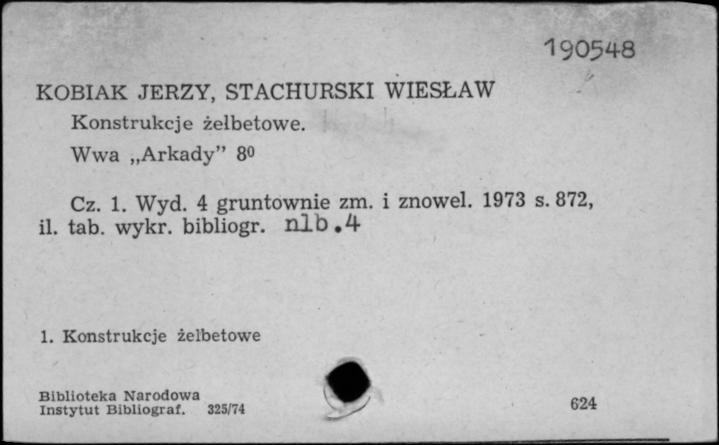 190548
KOBIAK JERZY, STACHURSKI WIESŁAW
Konstrukcje żelbetowe.
Wwa „Arkady” 8⁰
Cz. 1. Wyd. 4 gruntownie zm. i znowel. 1973 s. 872,
il. tab. wykr. bibliogr. nlb.4
1. Konstrukcje żelbetowe
Biblioteka Narodowa
Instytut Bibliograf. 325/74
624